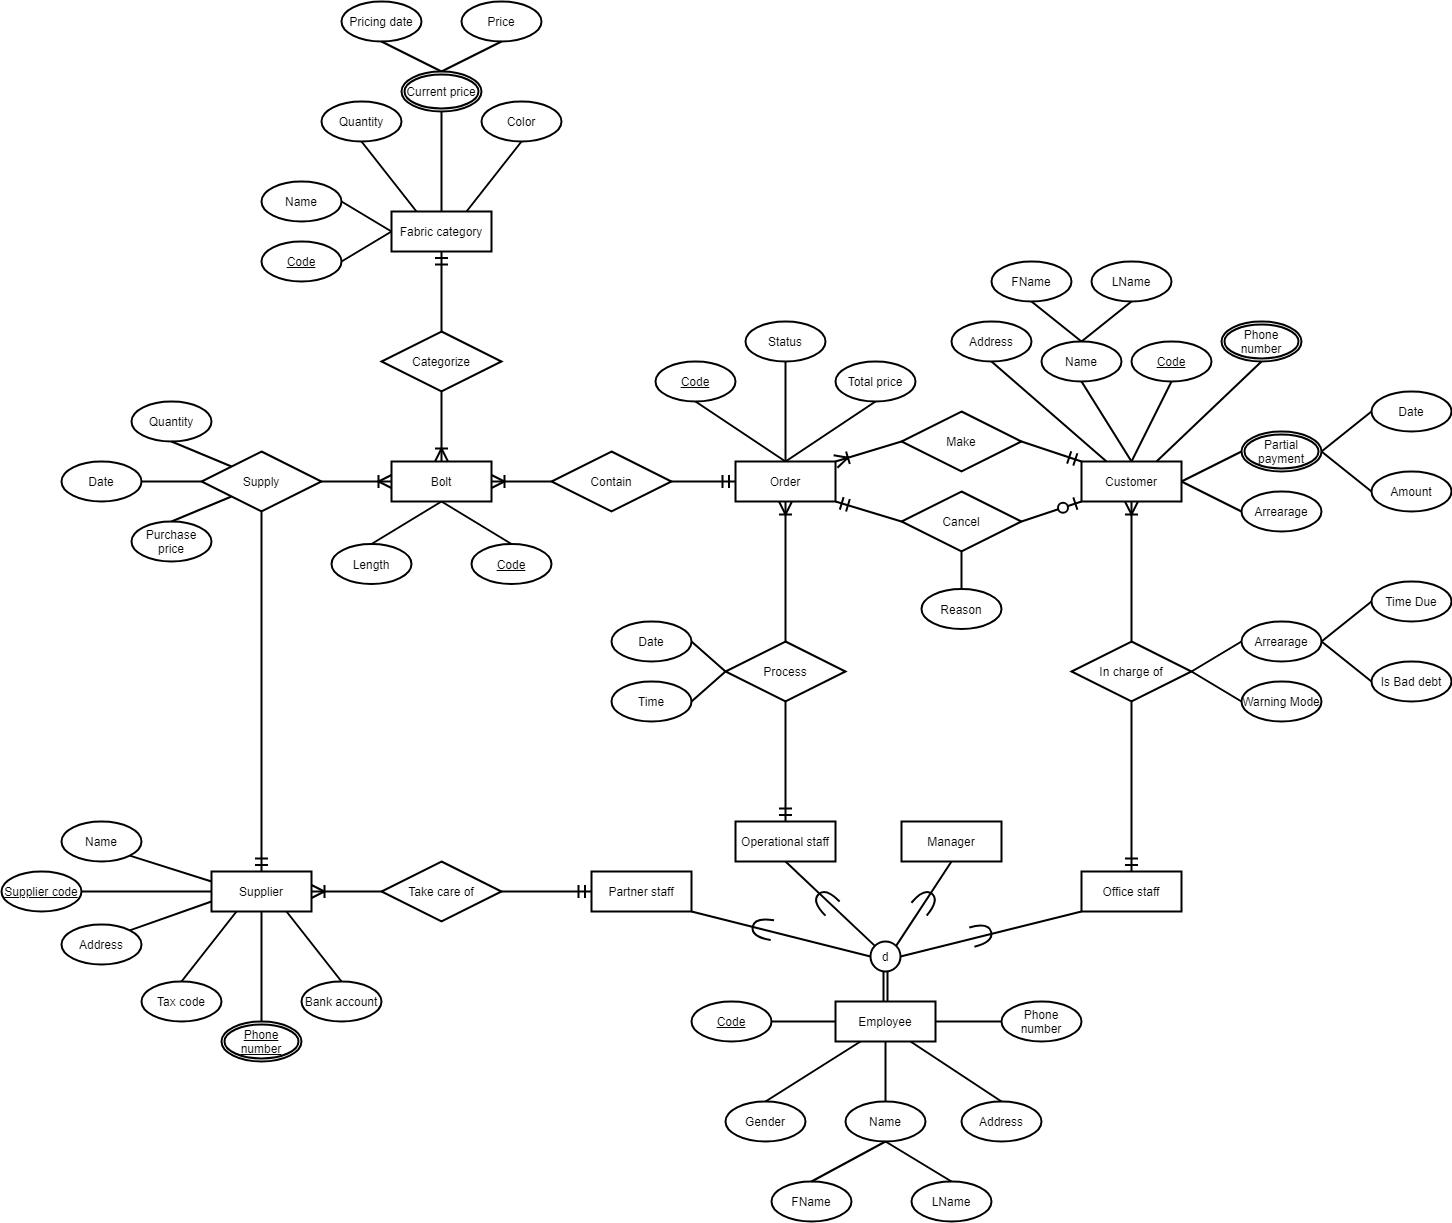 Pricing date
Price
Current price
Quantity
Color
Name
Fabric category
Code
FName
LName
Status
Address
Phone
number
Categorize
Name
Code
Code
Total price
Quantity
Date
Make
Partial
payment
Date
Supply
Bolt
Contain
Order
Customer
Amount
Purchase
price
Cancel
Arrearage
Length
Code
Reason
Time Due
Date
Arrearage
Process
In charge of
Is Bad debt
Time
Warning Mode
Name
Operational staff
Manager
Supplier code
Supplier
Take care of
Partner staff
Office staff
Address
d
Tax code
Bank account
Phone
number
Code
Employee
Phone
number
Gender
Name
Address
FName
LName